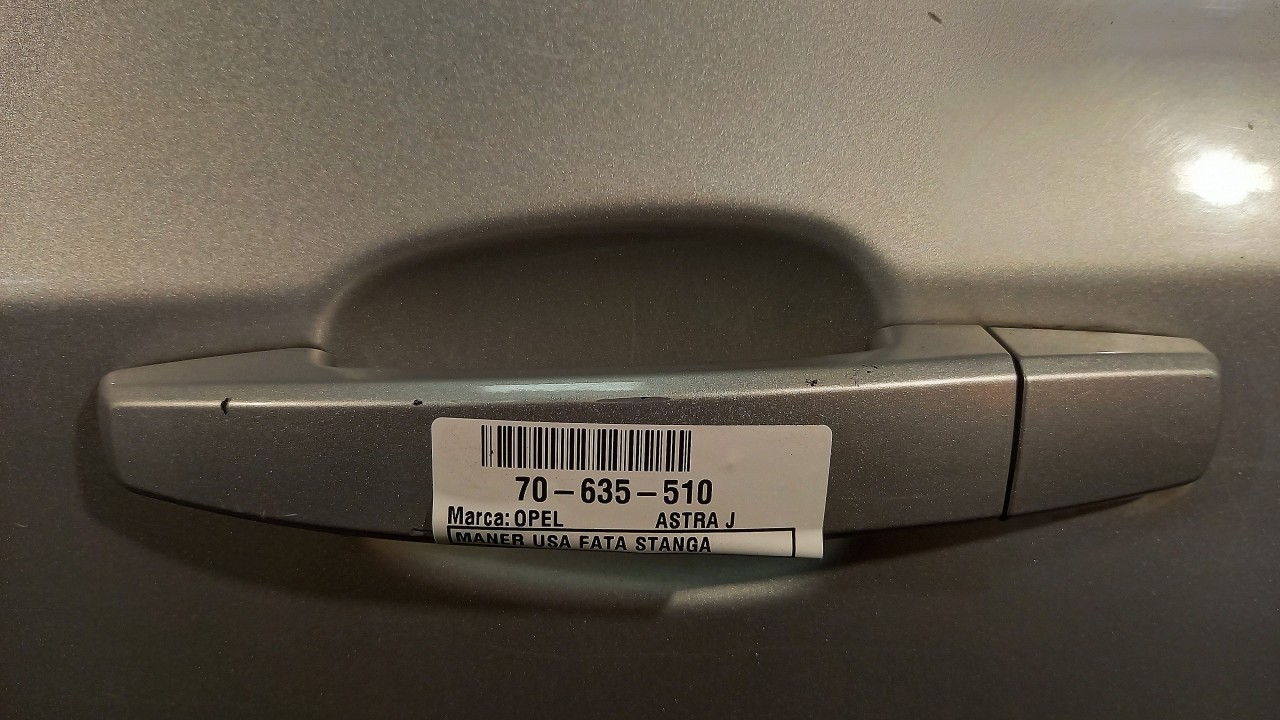 70-635-510
Marca: OPEL ASTRA J
MANER USA FATA STANGA